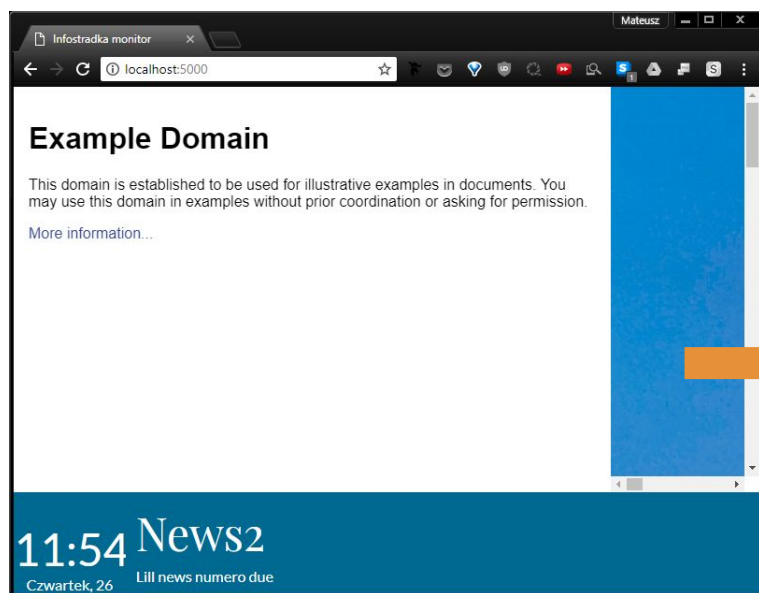 Mateusz
Infostradka monitor
localhost:5000
Example Domain
This domain is established to be used for illustrative examples in documents. You
may use this domain in examples without prior coordination or asking for permission.
More information...
11:54
Czwartek, 26
News2
Lill news numero due